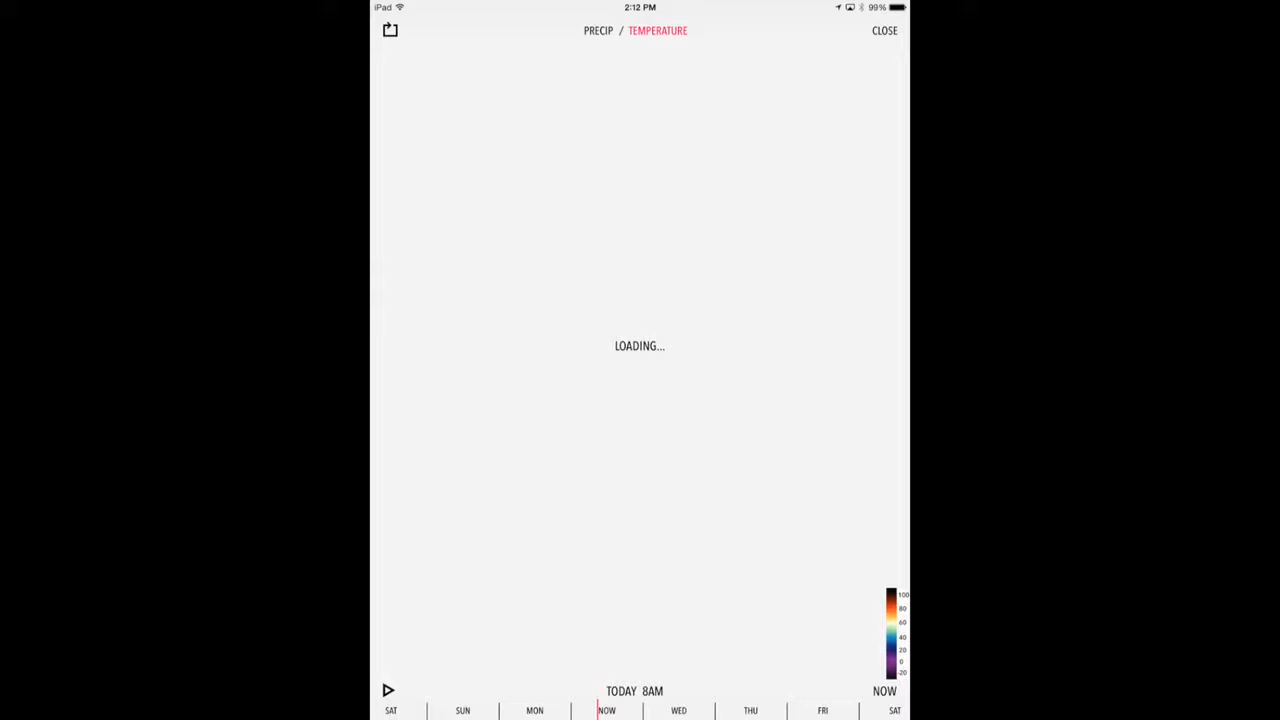 iPad 2:12 PM 99%
PRECIP / TEMPERATURE CLOSE
LOADING...
100
80
60
40
20
0
-20
TODAY 8AM NOW
SAT SUN MON NOW WED THU FRI SAT